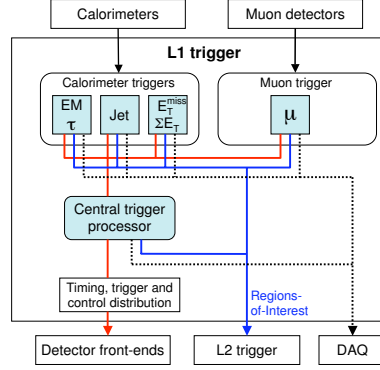 Calorimeters
Muon detectors
L1 trigger
Calorimeter triggers
Muon trigger
EM
τ
Jet
E_T^miss
ΣE_T
μ
Central trigger
processor
Timing, trigger and
control distribution
Regions-
of-Interest
Detector front-ends
L2 trigger
DAQ